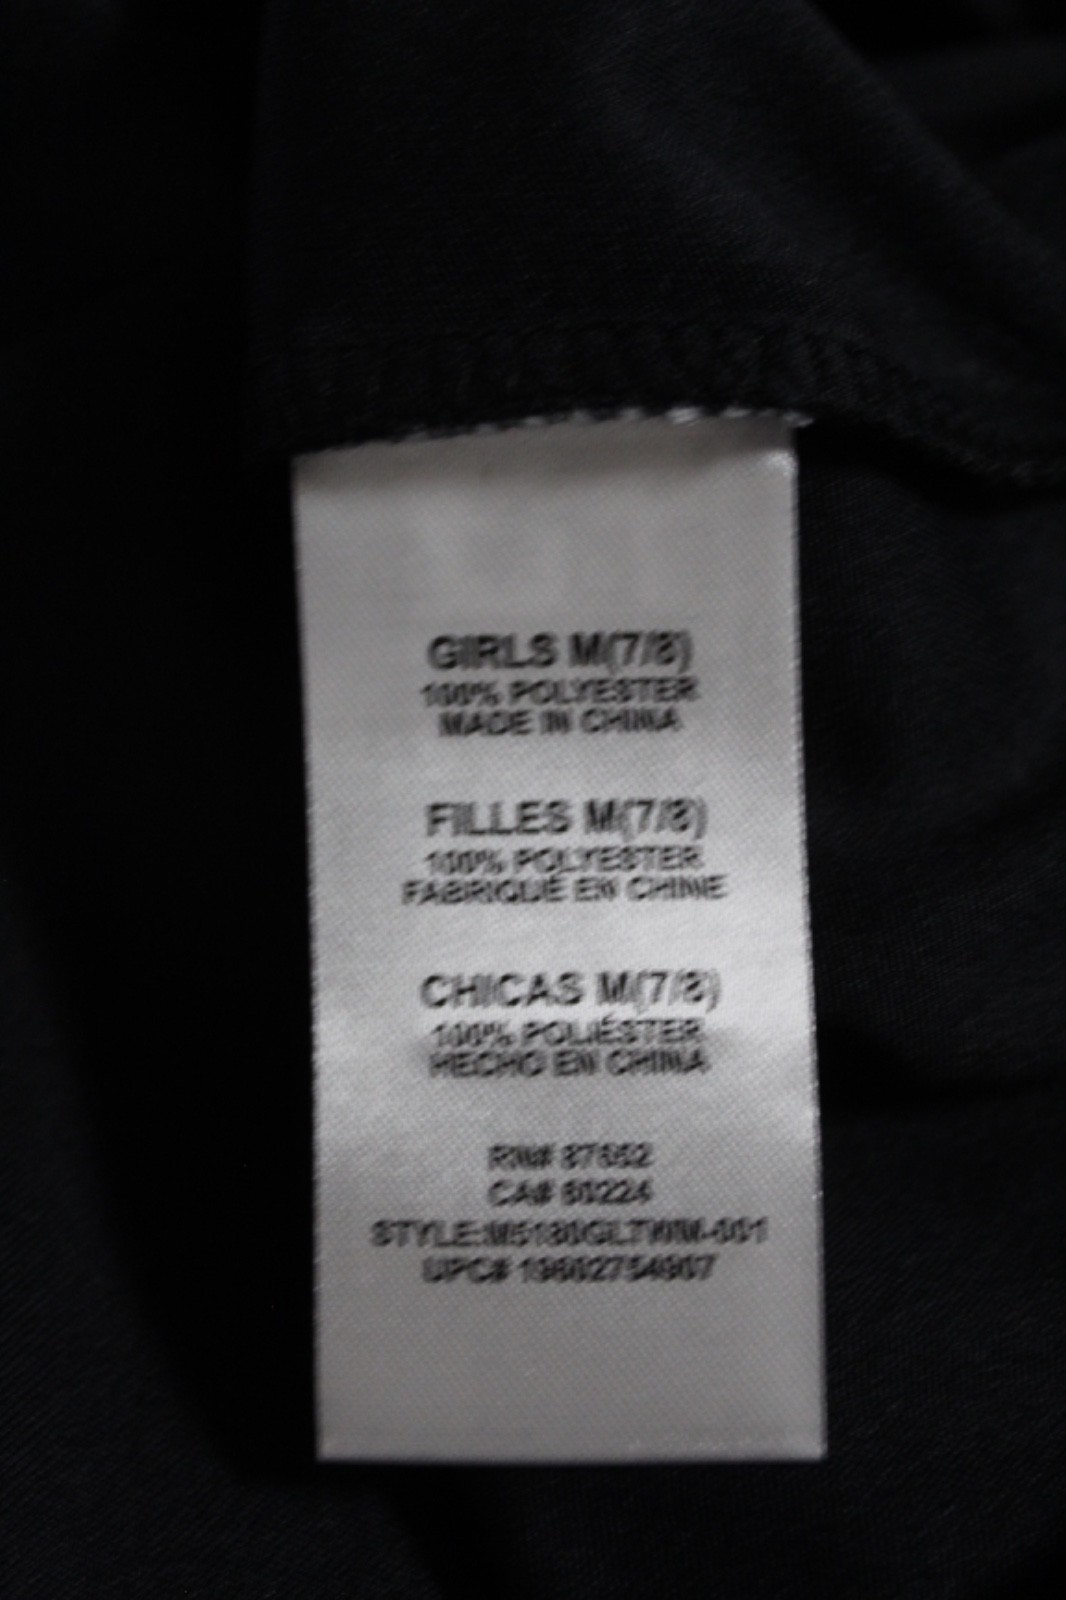 GIRLS M(7/8)
100% POLYESTER
MADE IN CHINA
FILLES M(7/8)
100% POLYESTER
FABRIQUÉ EN CHINE
CHICAS M(7/8)
100% POLIÉSTER
HECHO EN CHINA
RN# 87652
CA# 60224
STYLE:M5180GLTWM-001
UPC# 19602754907